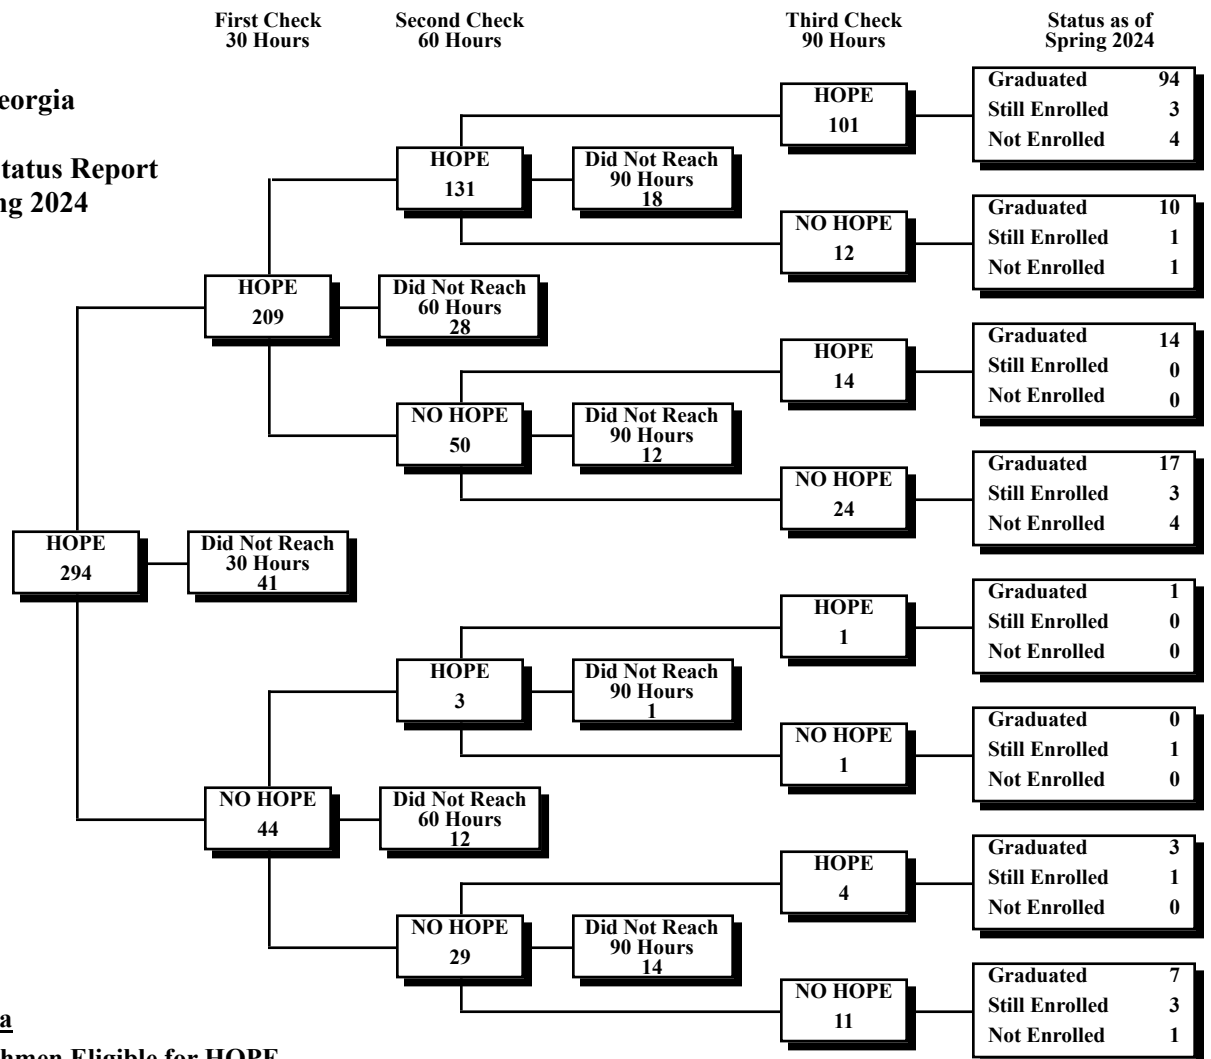 First Check
30 Hours
Second Check
60 Hours
Third Check
90 Hours
Status as of
Spring 2024
eorgia
tatus Report
ng 2024
HOPE
294
Did Not Reach
30 Hours
41
HOPE
209
Did Not Reach
60 Hours
28
NO HOPE
44
Did Not Reach
60 Hours
12
HOPE
131
Did Not Reach
90 Hours
18
NO HOPE
50
Did Not Reach
90 Hours
12
HOPE
3
Did Not Reach
90 Hours
1
NO HOPE
29
Did Not Reach
90 Hours
14
HOPE
101
Graduated 94
Still Enrolled 3
Not Enrolled 4
NO HOPE
12
Graduated 10
Still Enrolled 1
Not Enrolled 1
HOPE
14
Graduated 14
Still Enrolled 0
Not Enrolled 0
NO HOPE
24
Graduated 17
Still Enrolled 3
Not Enrolled 4
HOPE
1
Graduated 1
Still Enrolled 0
Not Enrolled 0
NO HOPE
1
Graduated 0
Still Enrolled 1
Not Enrolled 0
HOPE
4
Graduated 3
Still Enrolled 1
Not Enrolled 0
NO HOPE
11
Graduated 7
Still Enrolled 3
Not Enrolled 1
a
hmen Eligible for HOPE